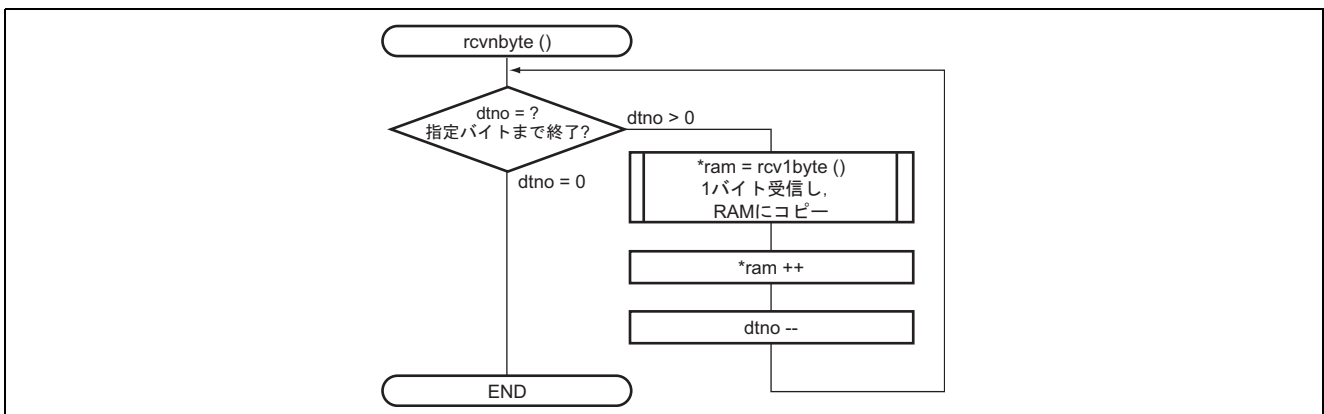 rcvnbyte ()
dtno = ?
指定バイトまで終了?
dtno > 0
dtno = 0
*ram = rcv1byte ()
1バイト受信し,
RAMにコピー
*ram ++
dtno --
END